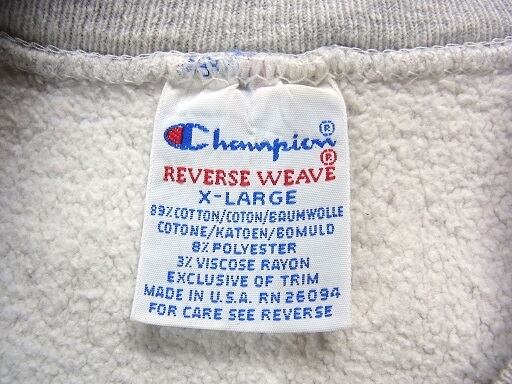 Champion®
REVERSE WEAVE®
X-LARGE
89% COTTON/COTON/BAUMWOLLE
COTONE/KATOEN/BOMULD
8% POLYESTER
3% VISCOSE RAYON
EXCLUSIVE OF TRIM
MADE IN U.S.A. RN 26094
FOR CARE SEE REVERSE